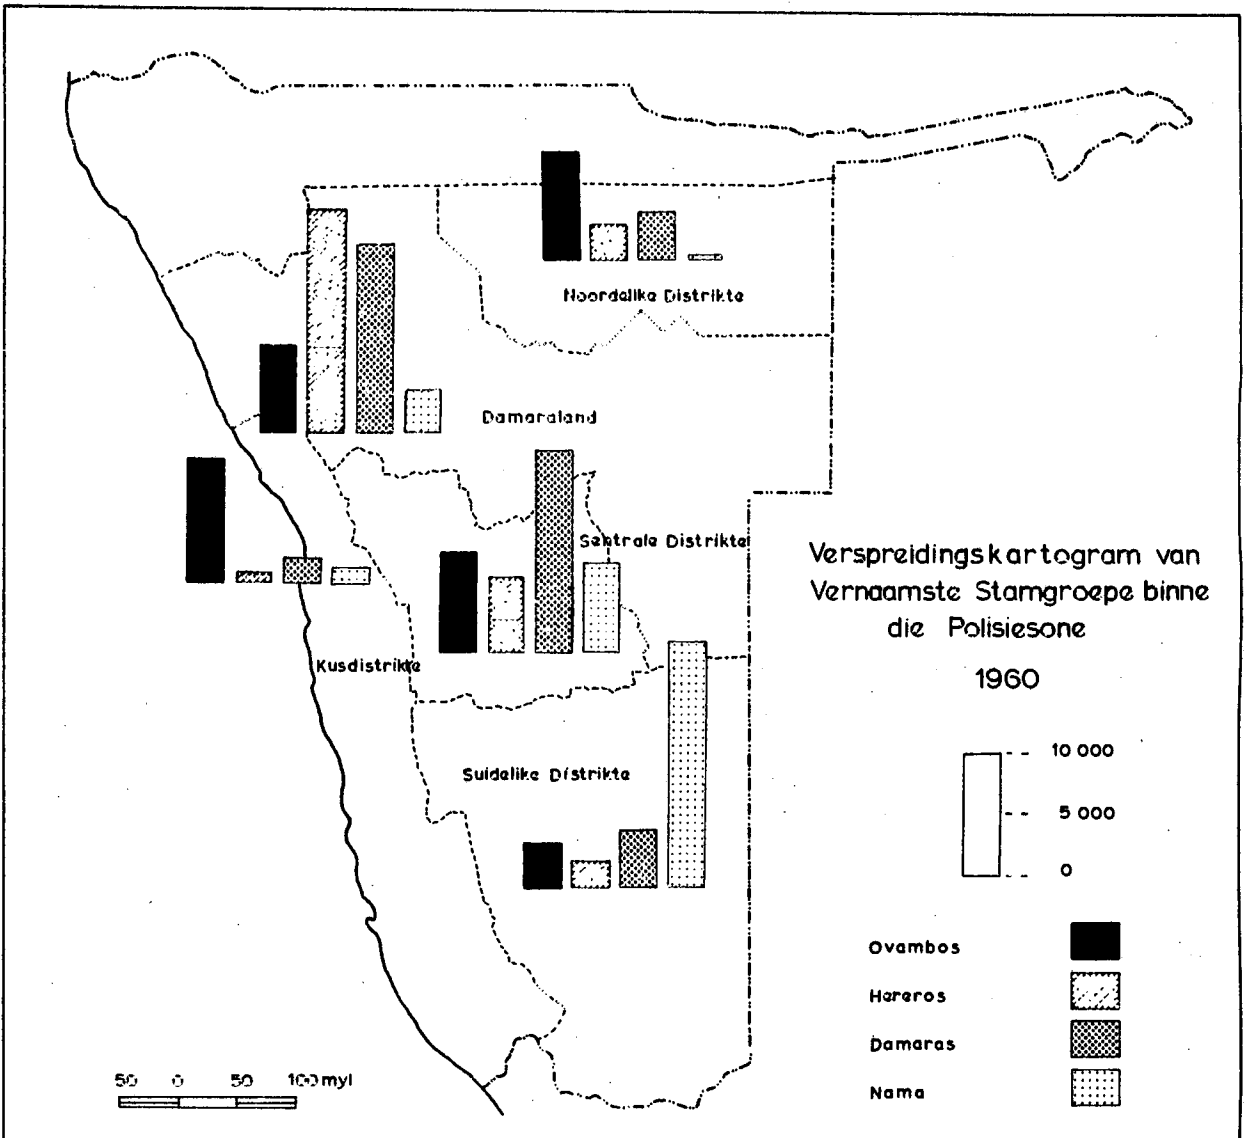 Noordelike Distrikte
Damaraland
Sentrale Distrikte
Kusdistrikte
Suidelike Distrikte
Verspreidingskartogram van
Vernaamste Stamgroepe binne
die Polisiesone
1960
10 000
5 000
0
Ovambos
Hereros
Damaras
Nama
50 0 50 100 myl